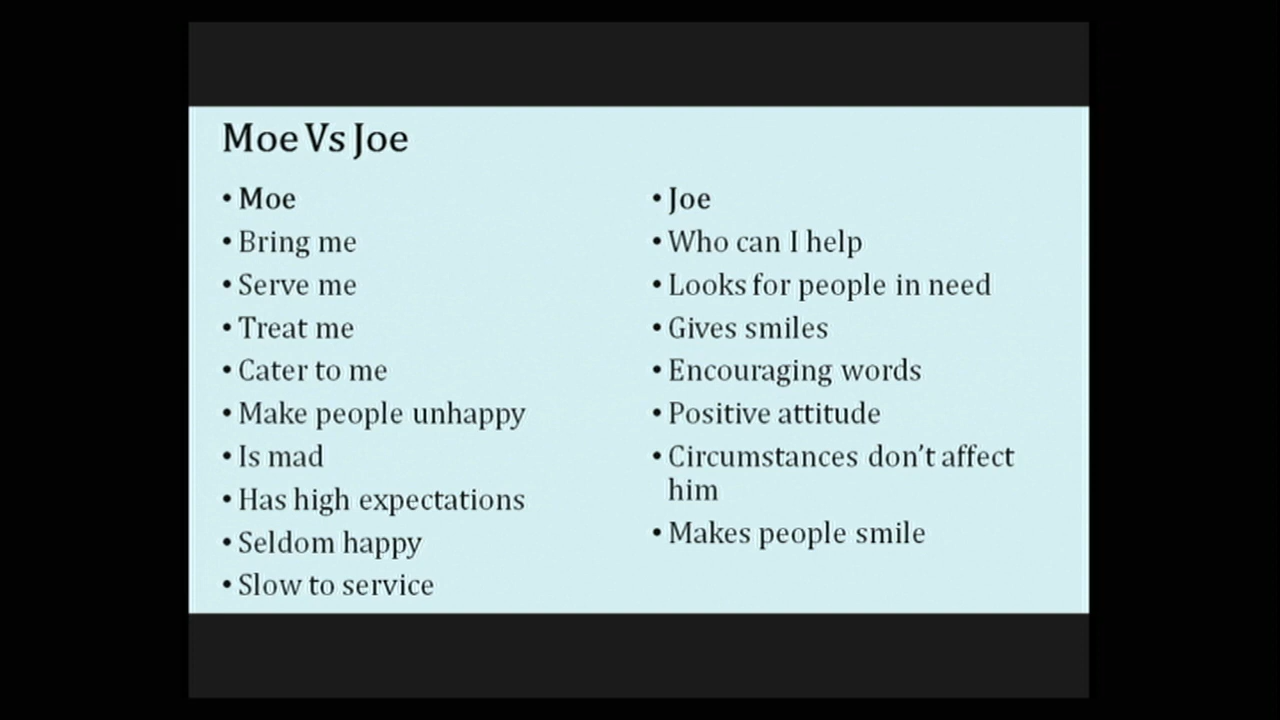 Moe Vs Joe
• Moe
• Bring me
• Serve me
• Treat me
• Cater to me
• Make people unhappy
• Is mad
• Has high expectations
• Seldom happy
• Slow to service
• Joe
• Who can I help
• Looks for people in need
• Gives smiles
• Encouraging words
• Positive attitude
• Circumstances don’t affect
him
• Makes people smile